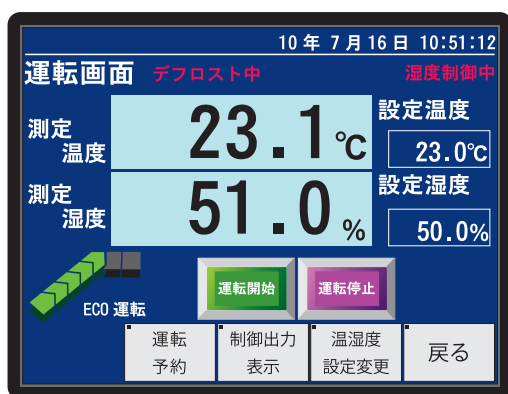 10 年 7 月 16 日 10:51:12
運転画面 デフロスト中 湿度制御中
測定
温度
23.1℃
設定温度
23.0℃
測定
湿度
51.0%
設定湿度
50.0%
ECO 運転
運転開始
運転停止
運転
予約
制御出力
表示
温湿度
設定変更
戻る